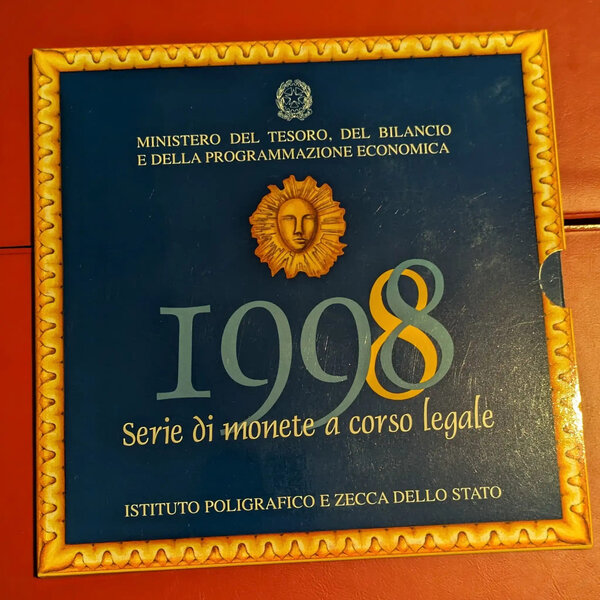 MINISTERO DEL TESORO, DEL BILANCIO
E DELLA PROGRAMMAZIONE ECONOMICA
1998
Serie di monete a corso legale
ISTITUTO POLIGRAFICO E ZECCA DELLO STATO